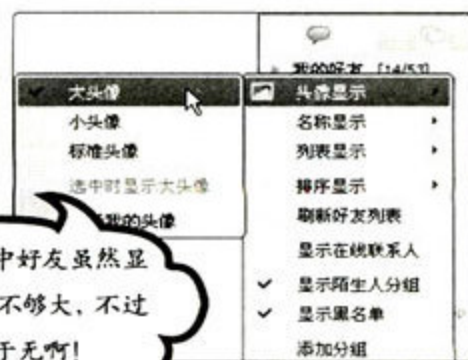 我的好友 [14/53]
大头像
小头像
标准头像
选中时显示大头像
我的头像
头像显示
名称显示
列表显示
排序显示
刷新好友列表
显示在线联系人
显示陌生人分组
显示黑名单
添加分组
中好友虽然显
不够大，不过
于无啊！